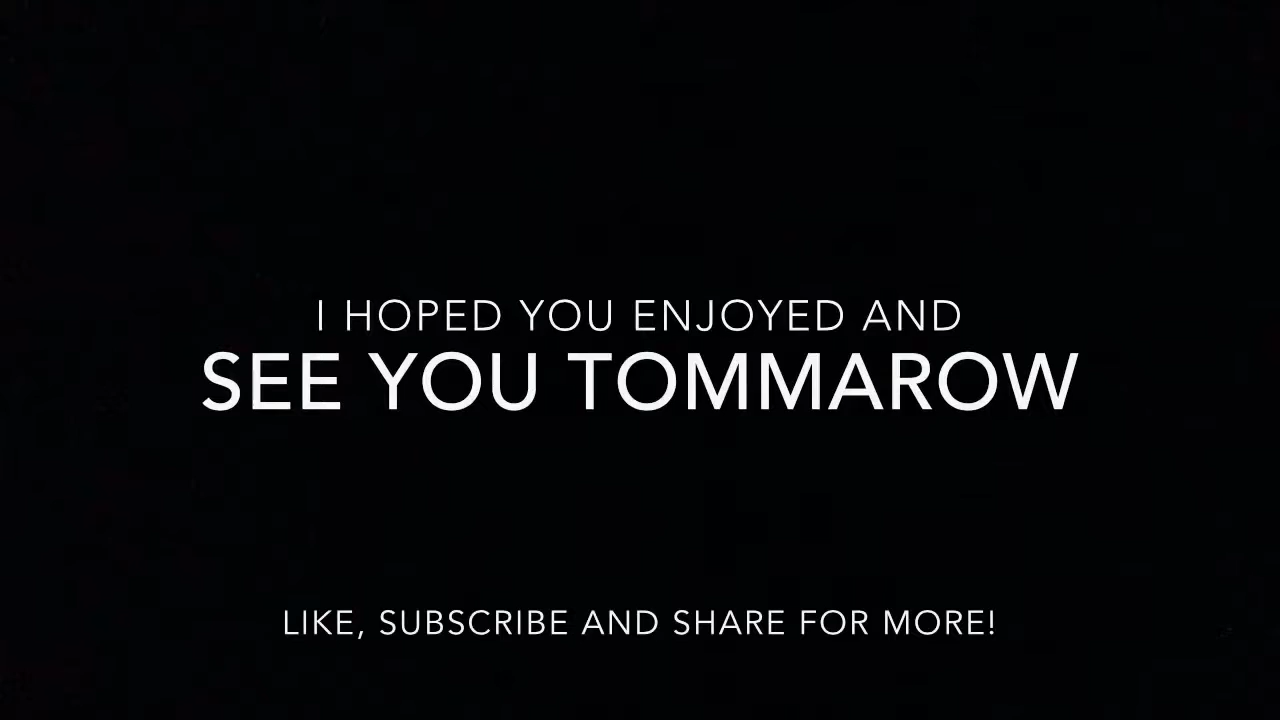 I HOPED YOU ENJOYED AND
SEE YOU TOMMAROW
LIKE, SUBSCRIBE AND SHARE FOR MORE!